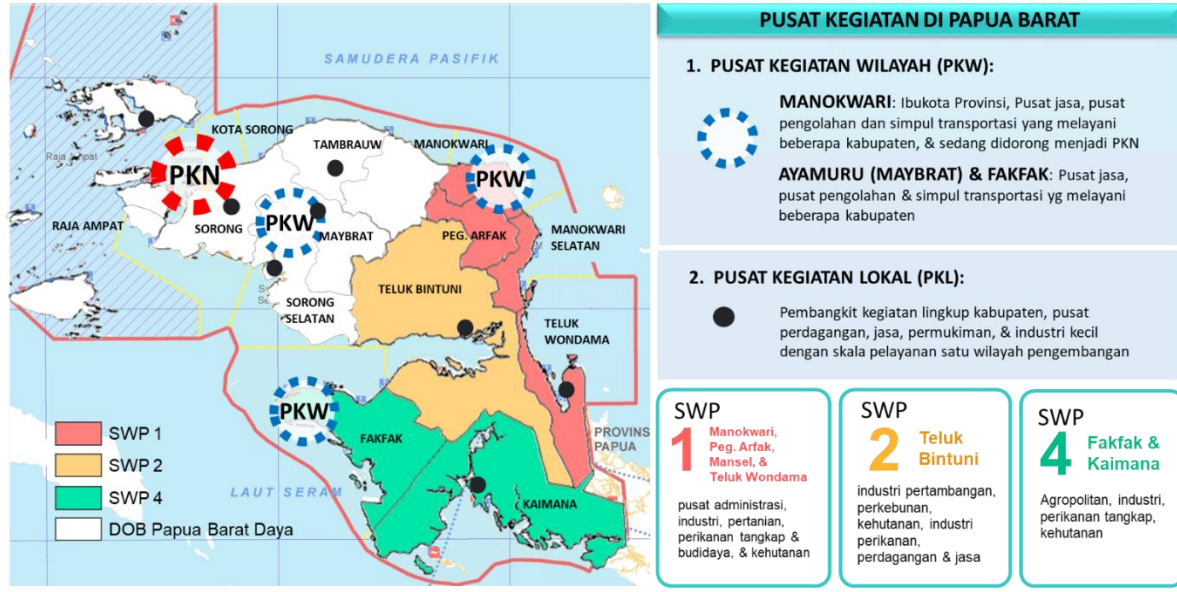 SAMUDERA PASIFIK
KOTA SORONG
TAMBRAUW
MANOKWARI
Raja Ampat
PKN
PKW
PKW
RAJA AMPAT
SORONG
MAYBRAT
PEG. ARFAK
MANOKWARI
SELATAN
TELUK BINTUNI
SORONG
SELATAN
TELUK
WONDAMA
PKW
FAKFAK
PROVINS
PAPUA
LAUT SERAM
KAIMANA
SWP 1
SWP 2
SWP 4
DOB Papua Barat Daya
PUSAT KEGIATAN DI PAPUA BARAT
1. PUSAT KEGIATAN WILAYAH (PKW):
MANOKWARI: Ibukota Provinsi, Pusat jasa, pusat
pengolahan dan simpul transportasi yang melayani
beberapa kabupaten, & sedang didorong menjadi PKN
AYAMURU (MAYBRAT) & FAKFAK: Pusat jasa,
pusat pengolahan & simpul transportasi yg melayani
beberapa kabupaten
2. PUSAT KEGIATAN LOKAL (PKL):
Pembangkit kegiatan lingkup kabupaten, pusat
perdagangan, jasa, permukiman, & industri kecil
dengan skala pelayanan satu wilayah pengembangan
SWP
1
Manokwari,
Peg. Arfak,
Mansel, &
Teluk Wondama
pusat administrasi,
industri, pertanian,
perikanan tangkap &
budidaya, & kehutanan
SWP
2
Teluk
Bintuni
industri pertambangan,
perkebunan,
kehutanan, industri
perikanan,
perdagangan & jasa
SWP
4
Fakfak &
Kaimana
Agropolitan, industri,
perikanan tangkap,
kehutanan